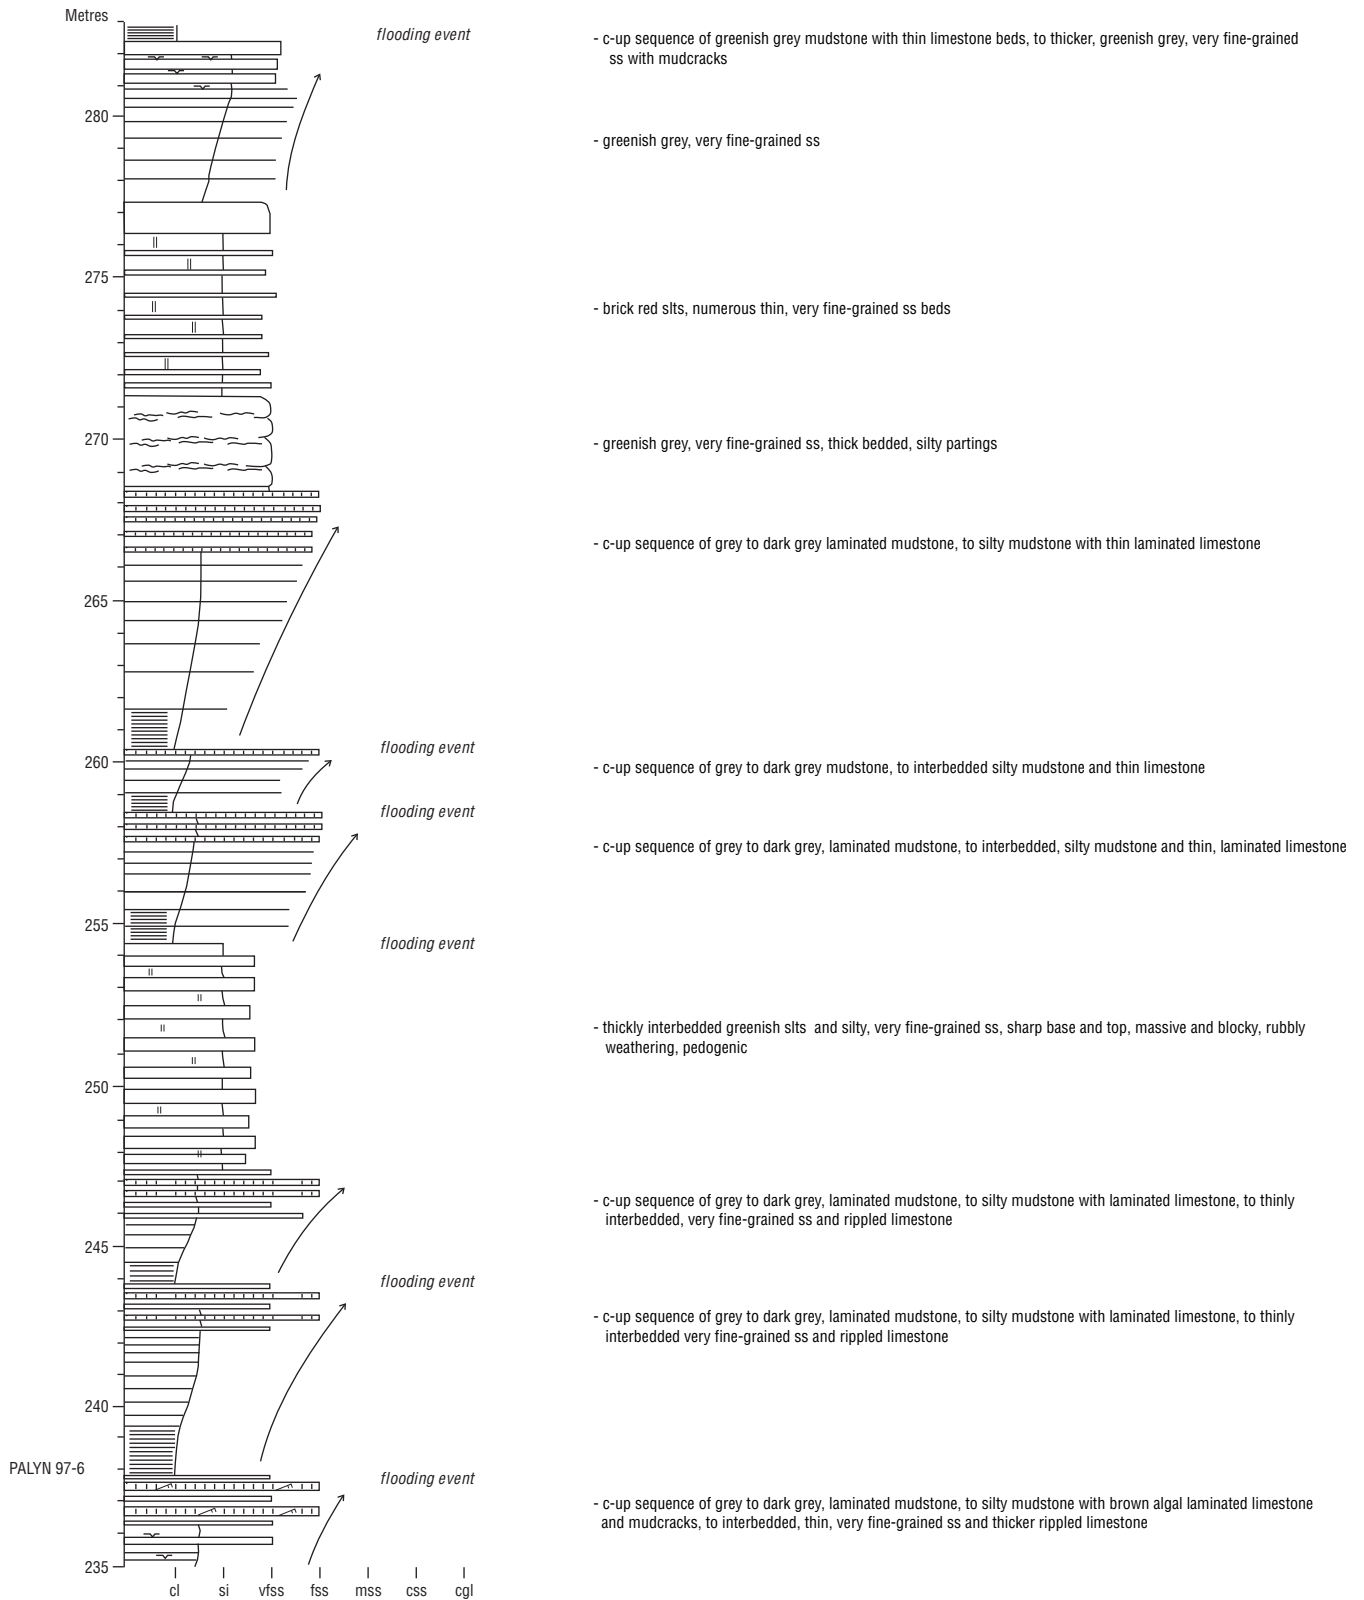 Metres
flooding event
- c-up sequence of greenish grey mudstone with thin limestone beds, to thicker, greenish grey, very fine-grained
ss with mudcracks
280
- greenish grey, very fine-grained ss
275
- brick red slts, numerous thin, very fine-grained ss beds
270
- greenish grey, very fine-grained ss, thick bedded, silty partings
- c-up sequence of grey to dark grey laminated mudstone, to silty mudstone with thin laminated limestone
265
flooding event
260
- c-up sequence of grey to dark grey mudstone, to interbedded silty mudstone and thin limestone
flooding event
- c-up sequence of grey to dark grey, laminated mudstone, to interbedded, silty mudstone and thin, laminated limestone
255
flooding event
- thickly interbedded greenish slts and silty, very fine-grained ss, sharp base and top, massive and blocky, rubbly
weathering, pedogenic
250
- c-up sequence of grey to dark grey, laminated mudstone, to silty mudstone with laminated limestone, to thinly
interbedded, very fine-grained ss and rippled limestone
245
flooding event
- c-up sequence of grey to dark grey, laminated mudstone, to silty mudstone with laminated limestone, to thinly
interbedded very fine-grained ss and rippled limestone
240
PALYN 97-6
flooding event
- c-up sequence of grey to dark grey, laminated mudstone, to silty mudstone with brown algal laminated limestone
and mudcracks, to interbedded, thin, very fine-grained ss and thicker rippled limestone
235
cl si vfss fss mss css cgl